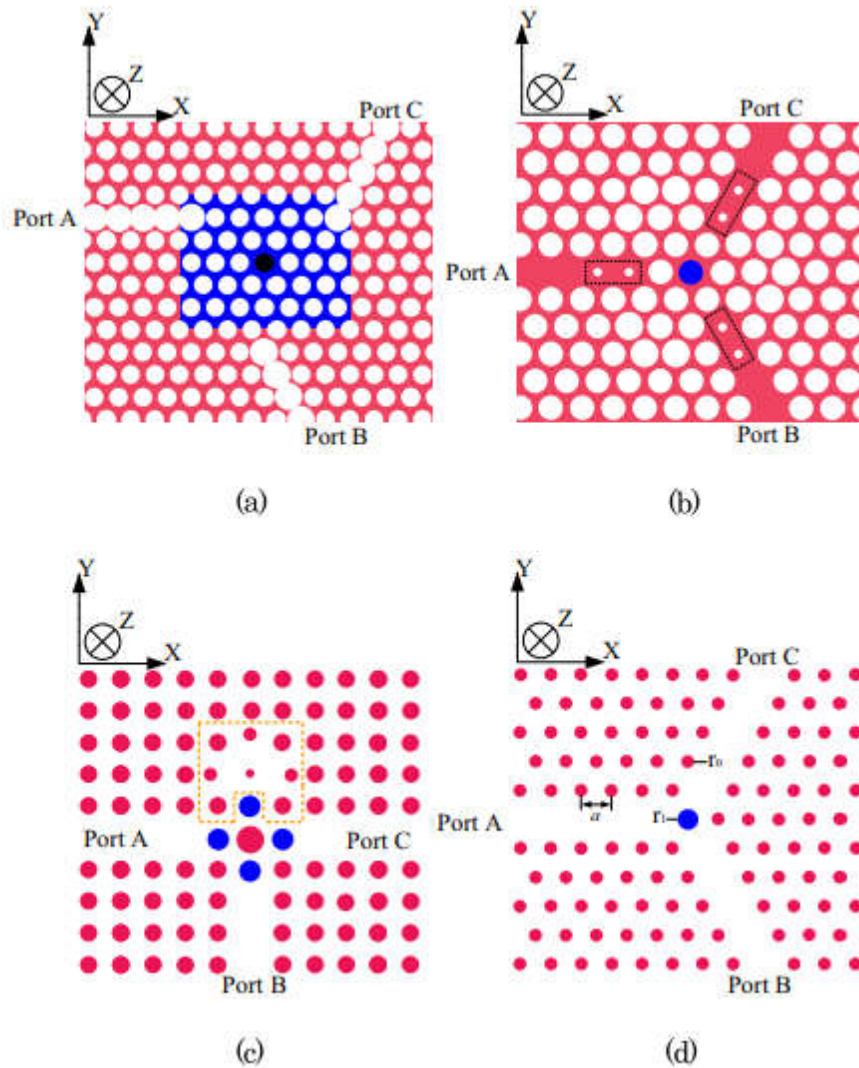 Y
Y
Z
Z
X
Port C
X
Port C
Port A
Port A
Port B
Port B
(a)
(b)
Y
Y
Z
Z
X
X
Port C
r₀
Port A
Port C
Port A
a
r₁
Port B
Port B
(c)
(d)